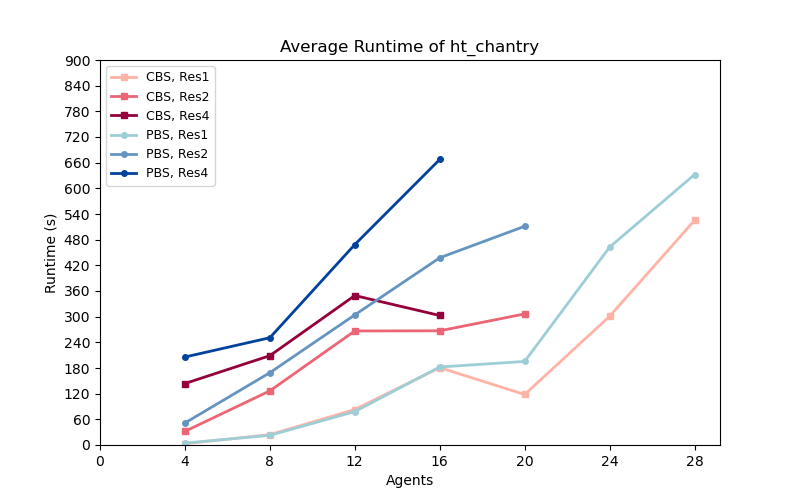 Average Runtime of ht_chantry
900
840
780
720
660
600
540
480
420
360
300
240
180
120
60
0
Runtime (s)
CBS, Res1
CBS, Res2
CBS, Res4
PBS, Res1
PBS, Res2
PBS, Res4
0 4 8 12 16 20 24 28
Agents